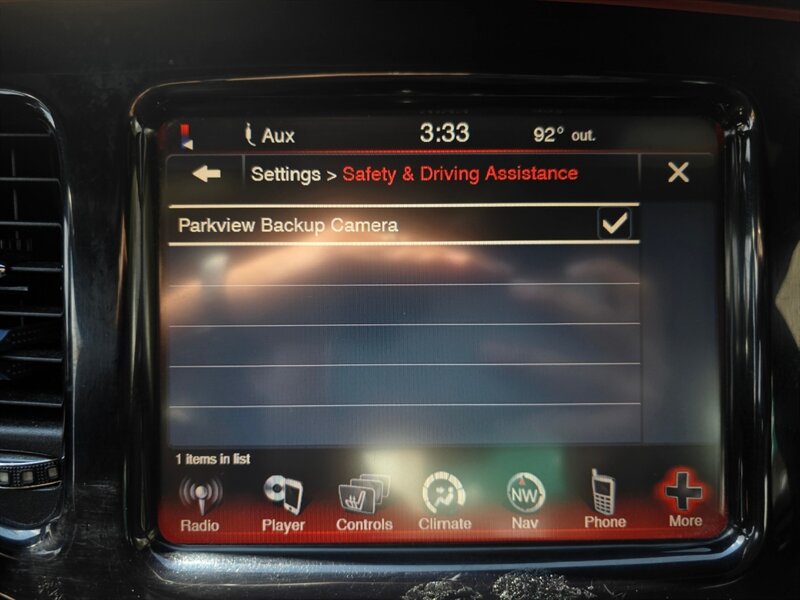 Aux 3:33 92° out.
Settings > Safety & Driving Assistance
Parkview Backup Camera
1 items in list
NW
Radio Player Controls Climate Nav Phone More